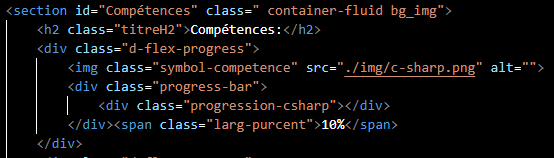 <section id="Compétences" class=" container-fluid bg_img">
<h2 class="titreH2">Compétences:</h2>
<div class="d-flex-progress">
<img class="symbol-competence" src="./img/c-sharp.png" alt="">
<div class="progress-bar">
<div class="progression-csharp"></div>
</div><span class="larg-purcent">10%</span>
</div>